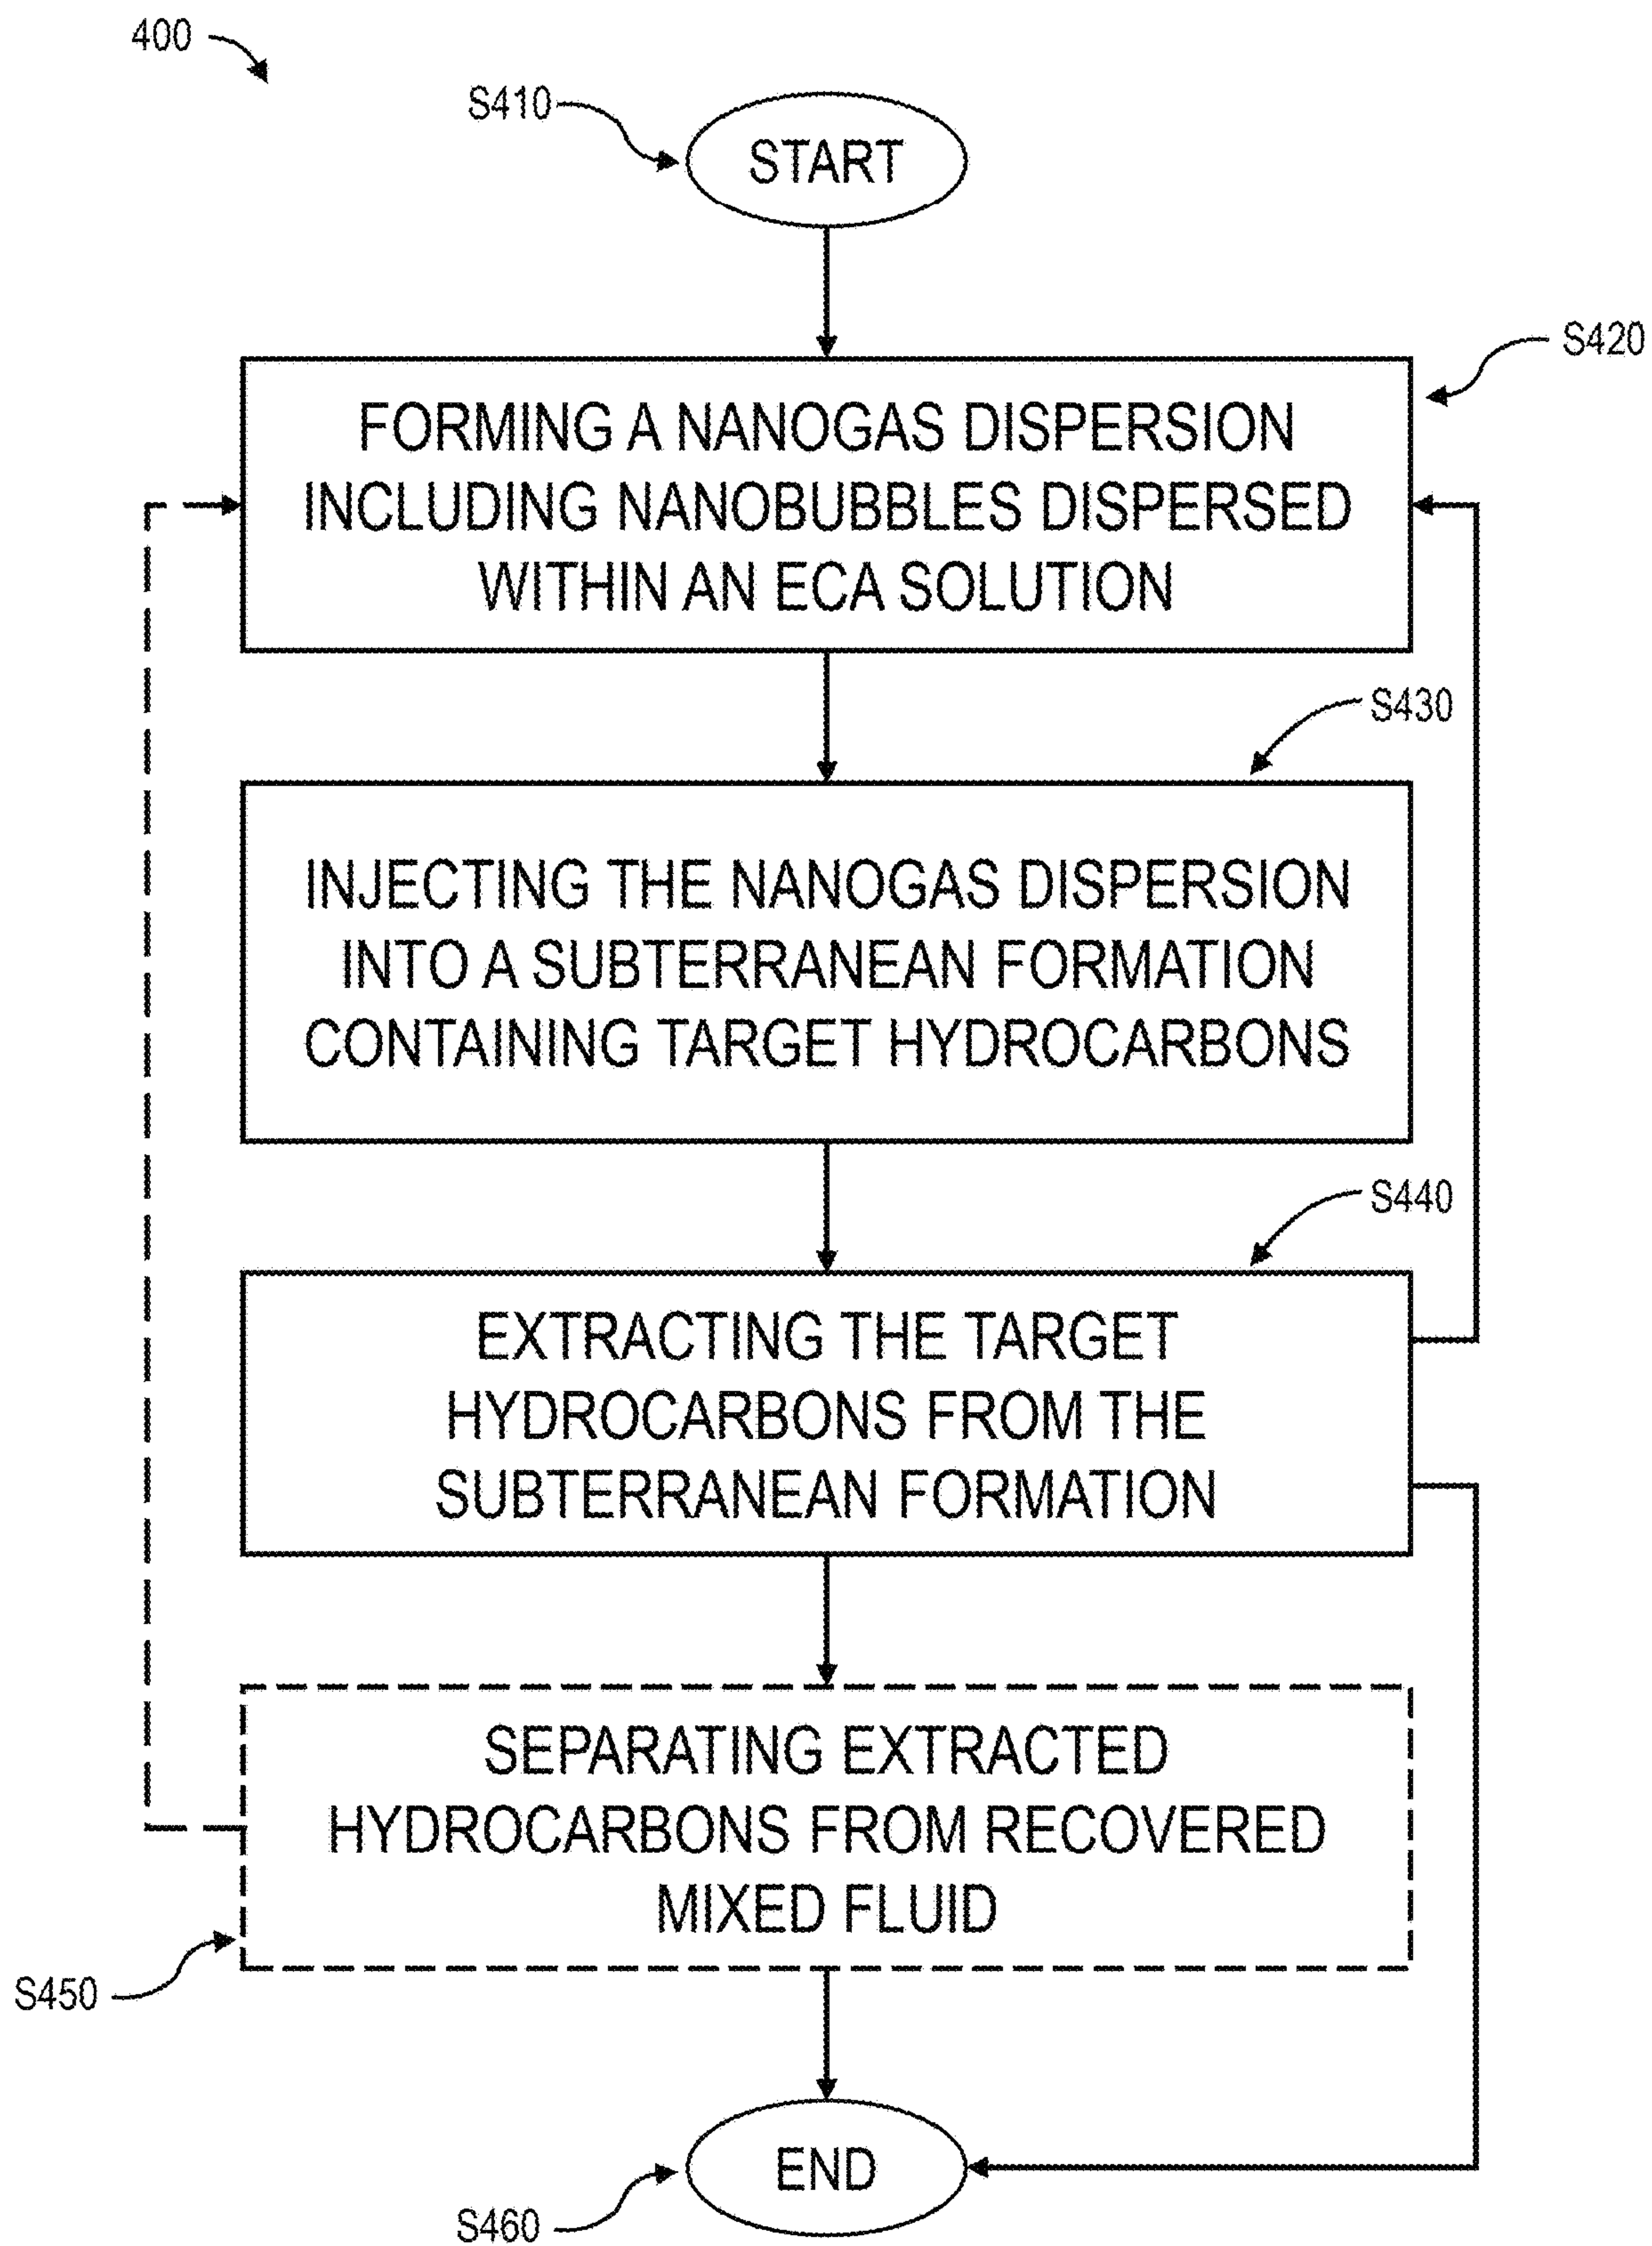 400
S410
START
S420
FORMING A NANOGAS DISPERSION
INCLUDING NANOBUBBLES DISPERSED
WITHIN AN ECA SOLUTION
S430
INJECTING THE NANOGAS DISPERSION
INTO A SUBTERRANEAN FORMATION
CONTAINING TARGET HYDROCARBONS
S440
EXTRACTING THE TARGET
HYDROCARBONS FROM THE
SUBTERRANEAN FORMATION
SEPARATING EXTRACTED
HYDROCARBONS FROM RECOVERED
MIXED FLUID
S450
END
S460